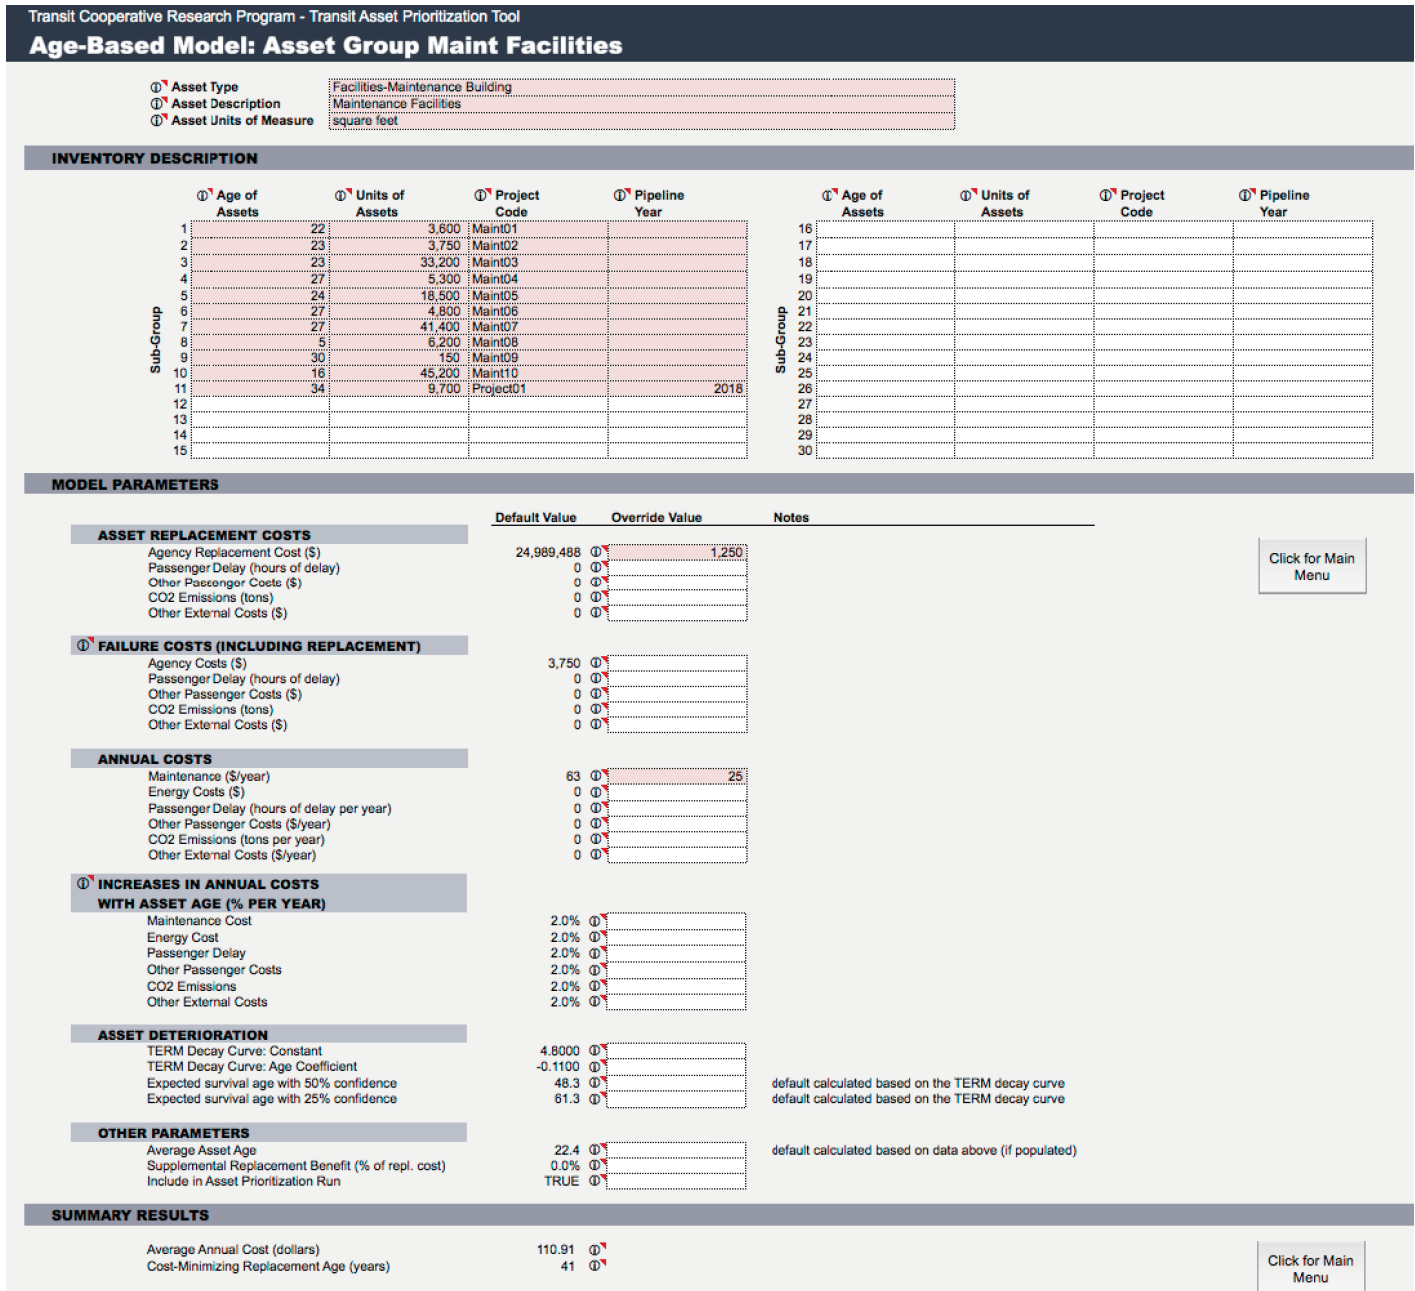 Transit Cooperative Research Program - Transit Asset Prioritization Tool
Age-Based Model: Asset Group Maint Facilities
Asset Type Facilities-Maintenance Building
Asset Description Maintenance Facilities
Asset Units of Measure square feet
INVENTORY DESCRIPTION
Age of Units of Project Pipeline Age of Units of Project Pipeline
Assets Assets Code Year Assets Assets Code Year
1 22 3,600 Maint01 16
2 23 3,750 Maint02 17
3 23 33,200 Maint03 18
4 27 5,300 Maint04 19
5 24 18,500 Maint05 20
6 27 4,800 Maint06 21
7 27 41,400 Maint07 22
8 5 6,200 Maint08 23
9 30 150 Maint09 24
10 16 45,200 Maint10 25
11 34 9,700 Project01 2018 26
12 27
13 28
14 29
15 30
Sub-Group Sub-Group
MODEL PARAMETERS
Default Value Override Value Notes
ASSET REPLACEMENT COSTS
Agency Replacement Cost ($) 24,989,488 1,250
Passenger Delay (hours of delay) 0
Other Passenger Costs ($) 0
CO2 Emissions (tons) 0
Other External Costs ($) 0
Click for Main
Menu
FAILURE COSTS (INCLUDING REPLACEMENT)
Agency Costs ($) 3,750
Passenger Delay (hours of delay) 0
Other Passenger Costs ($) 0
CO2 Emissions (tons) 0
Other External Costs ($) 0
ANNUAL COSTS
Maintenance ($/year) 63 25
Energy Costs ($) 0
Passenger Delay (hours of delay per year) 0
Other Passenger Costs ($/year) 0
CO2 Emissions (tons per year) 0
Other External Costs ($/year) 0
INCREASES IN ANNUAL COSTS
WITH ASSET AGE (% PER YEAR)
Maintenance Cost 2.0%
Energy Cost 2.0%
Passenger Delay 2.0%
Other Passenger Costs 2.0%
CO2 Emissions 2.0%
Other External Costs 2.0%
ASSET DETERIORATION
TERM Decay Curve: Constant 4.8000
TERM Decay Curve: Age Coefficient -0.1100
Expected survival age with 50% confidence 48.3 default calculated based on the TERM decay curve
Expected survival age with 25% confidence 61.3 default calculated based on the TERM decay curve
OTHER PARAMETERS
Average Asset Age 22.4 default calculated based on data above (if populated)
Supplemental Replacement Benefit (% of repl. cost) 0.0%
Include in Asset Prioritization Run TRUE
SUMMARY RESULTS
Average Annual Cost (dollars) 110.91
Cost-Minimizing Replacement Age (years) 41
Click for Main
Menu